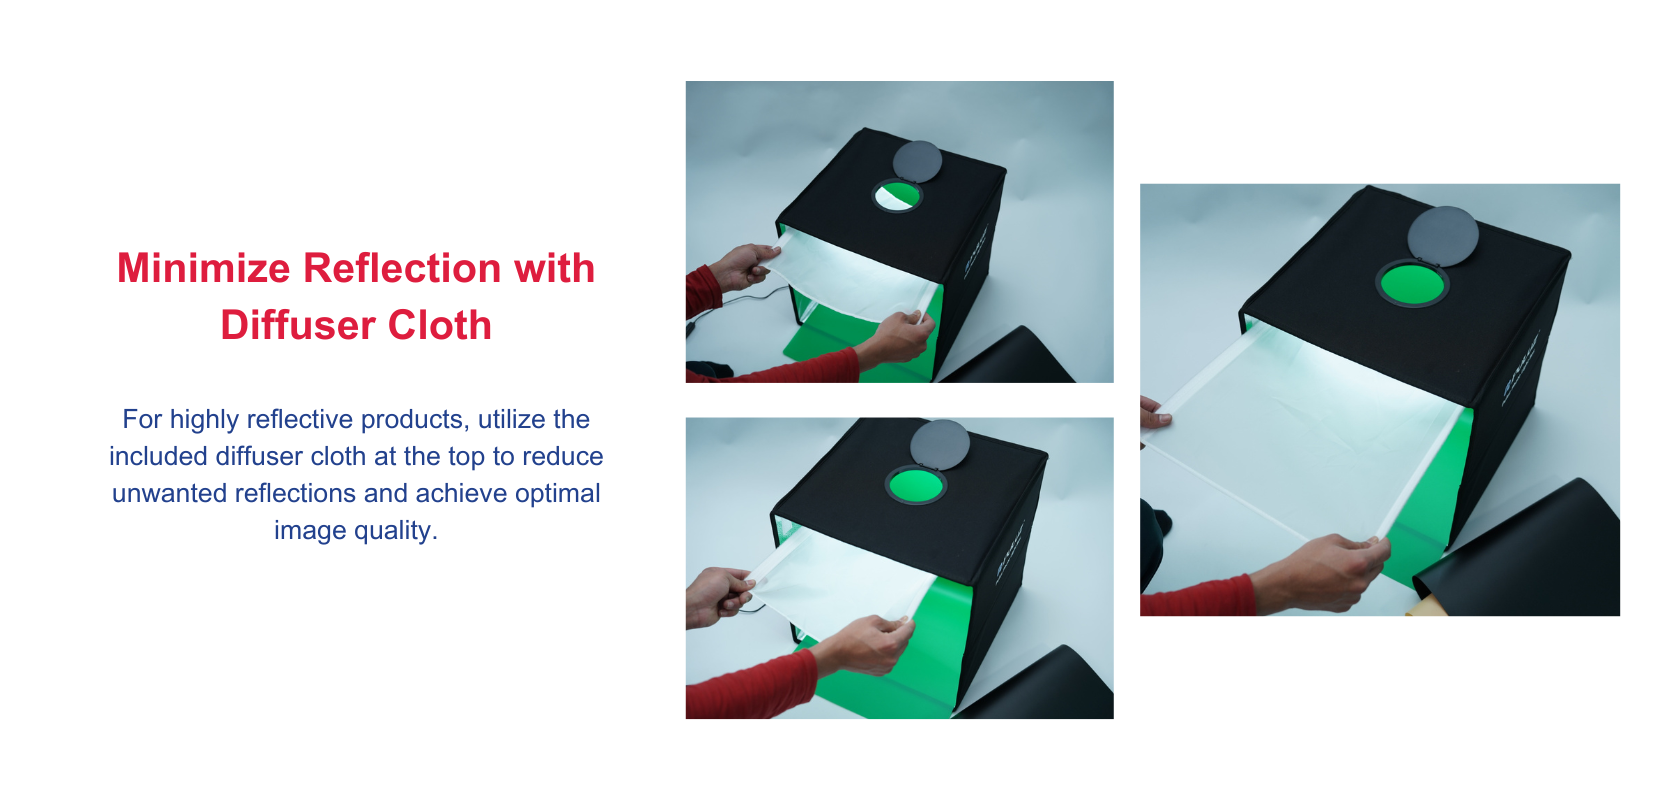 Minimize Reflection with
Diffuser Cloth
For highly reflective products, utilize the
included diffuser cloth at the top to reduce
unwanted reflections and achieve optimal
image quality.